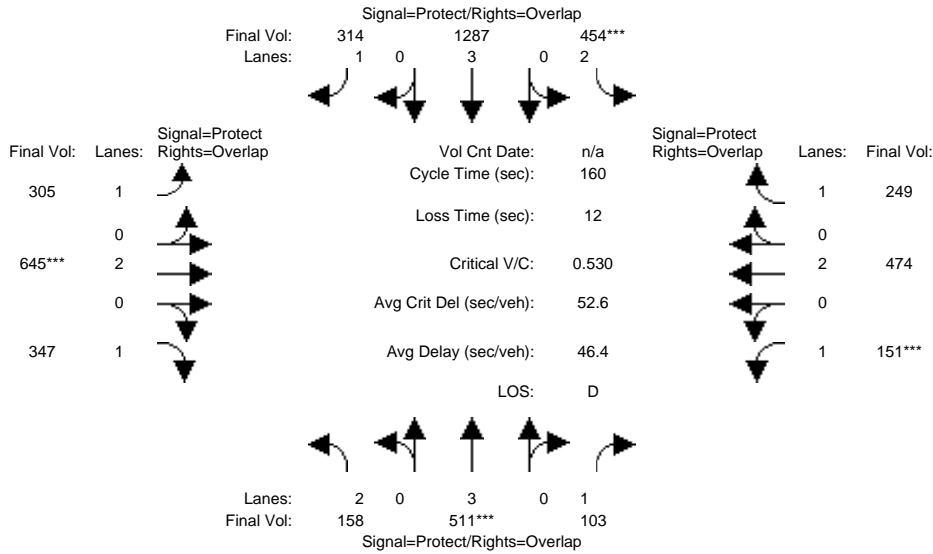 Signal=Protect/Rights=Overlap
Final Vol: 314 1287 454***
Lanes: 1 0 3 0 2
Signal=Protect Signal=Protect
Final Vol: Lanes: Rights=Overlap Vol Cnt Date: n/a Rights=Overlap Lanes: Final Vol:
Cycle Time (sec): 160
305 1 1 249
Loss Time (sec): 12
0 0
645*** 2 Critical V/C: 0.530 2 474
0 Avg Crit Del (sec/veh): 52.6 0
347 1 Avg Delay (sec/veh): 46.4 1 151***
LOS: D
Lanes: 2 0 3 0 1
Final Vol: 158 511*** 103
Signal=Protect/Rights=Overlap